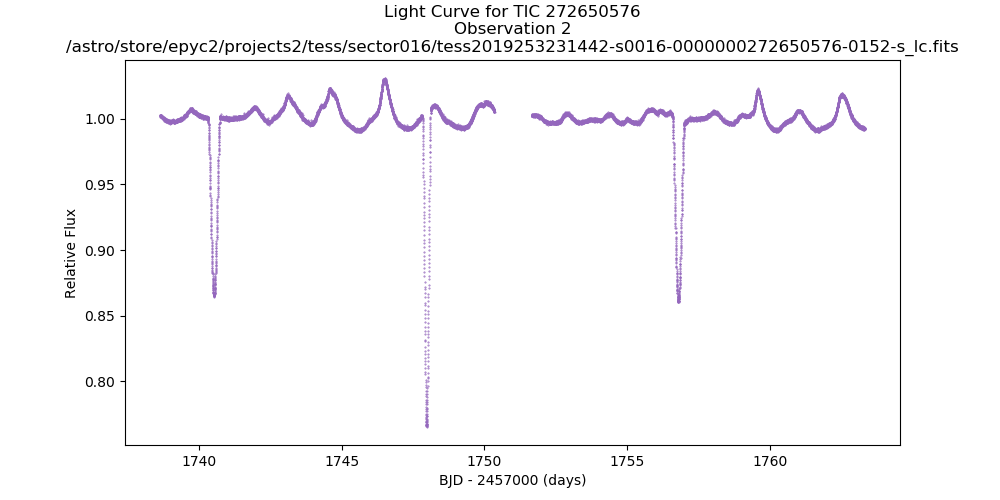 Light Curve for TIC 272650576
Observation 2
/astro/store/epyc2/projects2/tess/sector016/tess2019253231442-s0016-0000000272650576-0152-s_lc.fits
1.00
0.95
0.90
0.85
0.80
Relative Flux
1740
1745
1750
1755
1760
BJD - 2457000 (days)